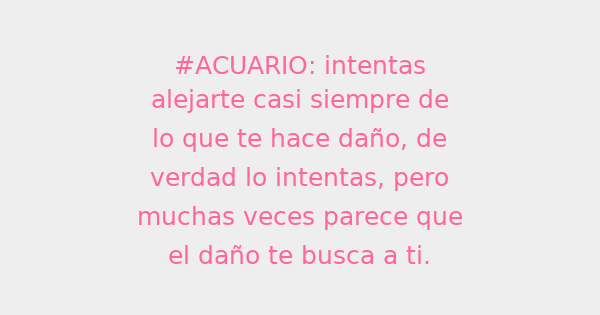 #ACUARIO: intentas
alejarte casi siempre de
lo que te hace daño, de
verdad lo intentas, pero
muchas veces parece que
el daño te busca a ti.